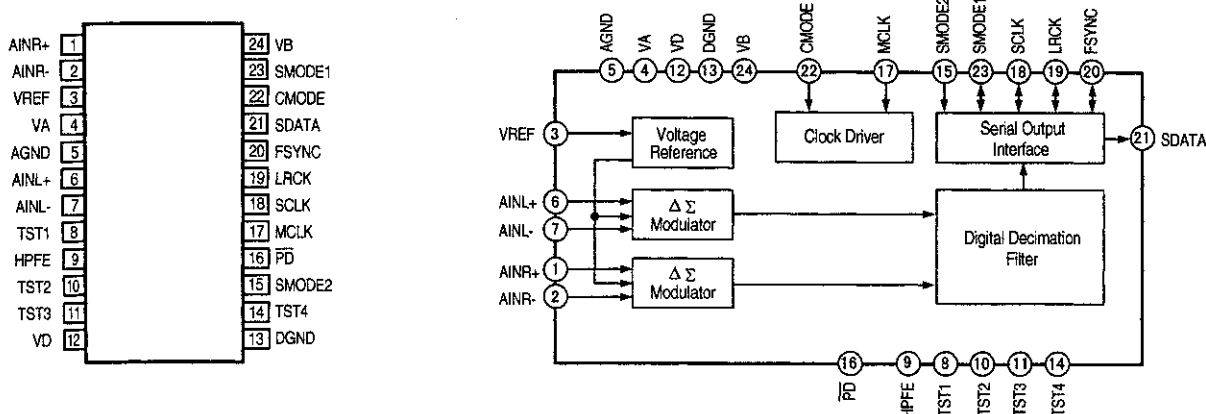 AINR+ 1
AINR- 2
VREF 3
VA 4
AGND 5
AINL+ 6
AINL- 7
TST1 8
HPFE 9
TST2 10
TST3 11
VD 12
24 VB
23 SMODE1
22 CMODE
21 SDATA
20 FSYNC
19 LRCK
18 SCLK
17 MCLK
16 PD
15 SMODE2
14 TST4
13 DGND
AGND VA VD DGND VB CMODE MCLK SMODE2 SMODE1 SCLK LRCK FSYNC
5 4 12 13 24 22 17 15 23 18 19 20
VREF 3
Voltage
Reference
Clock Driver
Serial Output
Interface
21 SDATA
AINL+ 6
AINL- 7
Δ Σ
Modulator
AINR+ 1
AINR- 2
Δ Σ
Modulator
Digital Decimation
Filter
16 9 8 10 11 14
PD HPFE TST1 TST2 TST3 TST4